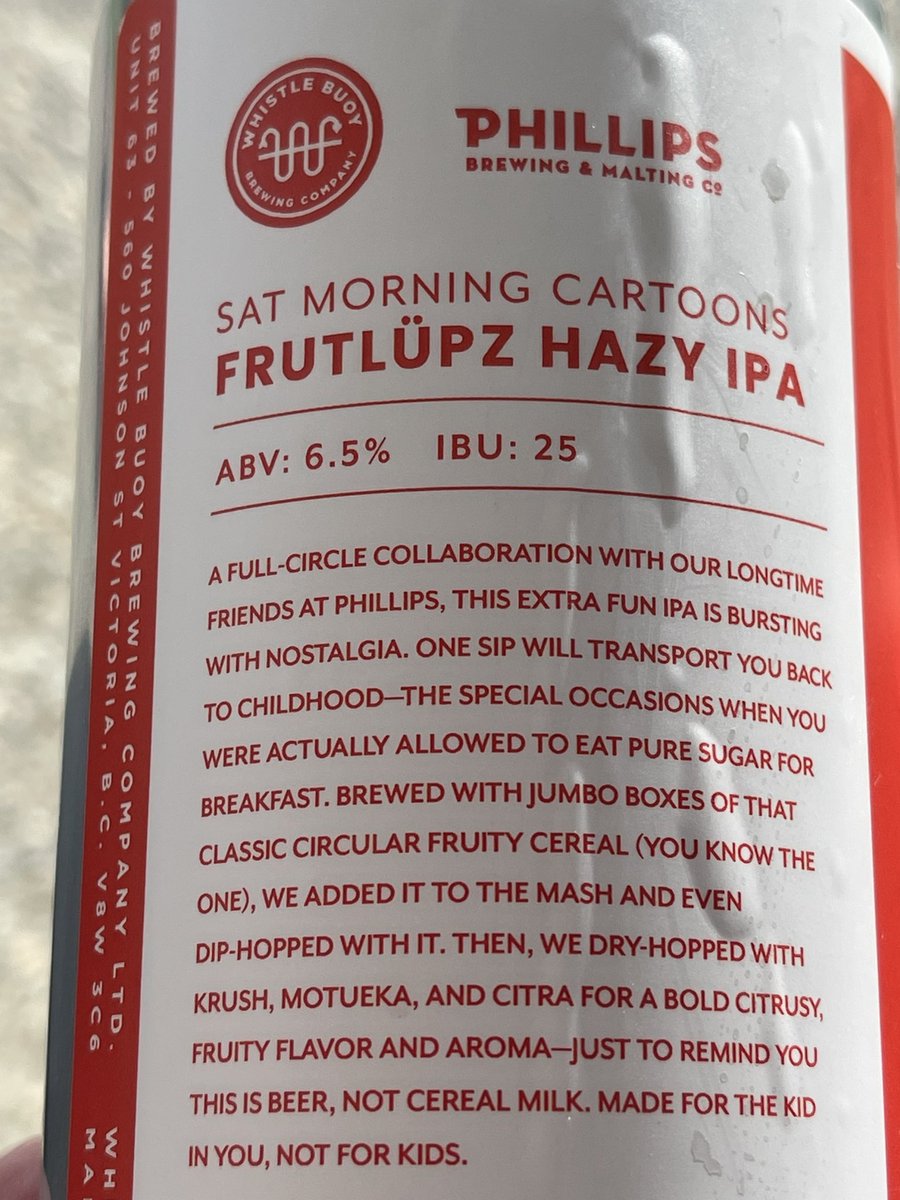 BREWED BY WHISTLE BUOY BREWING COMPANY LTD.
UNIT 63 - 560 JOHNSON ST VICTORIA, B.C. V8W 3C6
WHISTLE BUOY
BREWING COMPANY
PHILLIPS
BREWING & MALTING Cº
SAT MORNING CARTOONS
FRUTLÜPZ HAZY IPA
ABV: 6.5% IBU: 25
A FULL-CIRCLE COLLABORATION WITH OUR LONGTIME
FRIENDS AT PHILLIPS, THIS EXTRA FUN IPA IS BURSTING
WITH NOSTALGIA. ONE SIP WILL TRANSPORT YOU BACK
TO CHILDHOOD—THE SPECIAL OCCASIONS WHEN YOU
WERE ACTUALLY ALLOWED TO EAT PURE SUGAR FOR
BREAKFAST. BREWED WITH JUMBO BOXES OF THAT
CLASSIC CIRCULAR FRUITY CEREAL (YOU KNOW THE
ONE), WE ADDED IT TO THE MASH AND EVEN
DIP-HOPPED WITH IT. THEN, WE DRY-HOPPED WITH
KRUSH, MOTUEKA, AND CITRA FOR A BOLD CITRUSY,
FRUITY FLAVOR AND AROMA—JUST TO REMIND YOU
THIS IS BEER, NOT CEREAL MILK. MADE FOR THE KID
IN YOU, NOT FOR KIDS.